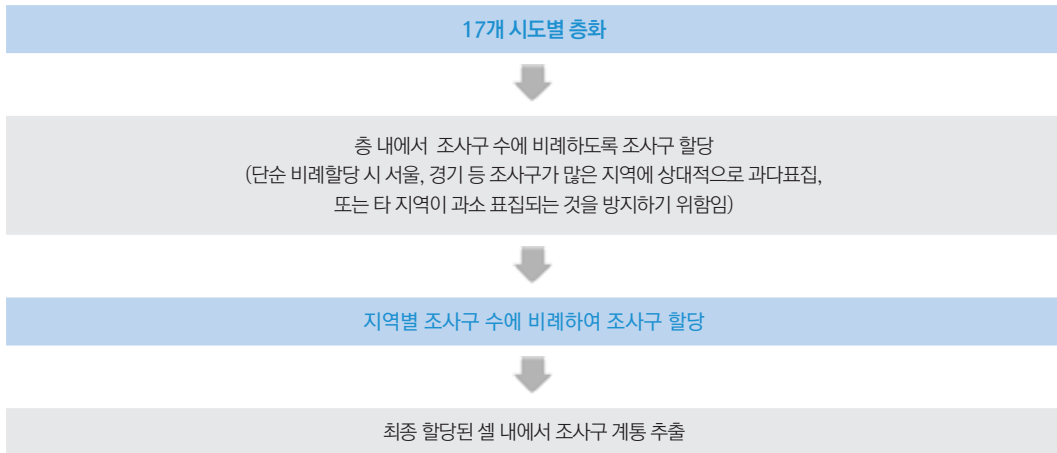 17개 시도별 층화
층 내에서 조사구 수에 비례하도록 조사구 할당
(단순 비례할당 시 서울, 경기 등 조사구가 많은 지역에 상대적으로 과다표집,
또는 타 지역이 과소 표집되는 것을 방지하기 위함임)
지역별 조사구 수에 비례하여 조사구 할당
최종 할당된 셀 내에서 조사구 계통 추출